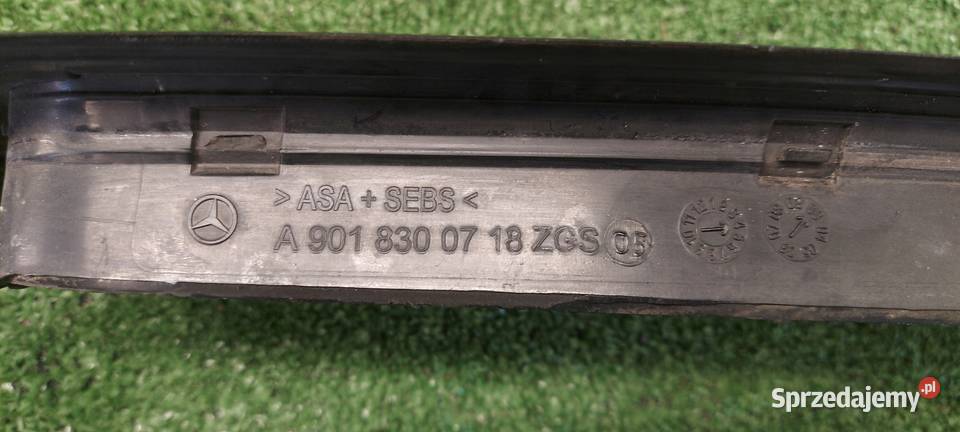 > ASA + SEBS <
A 901 830 07 18 ZGS 05
Sprzedajemy.pl